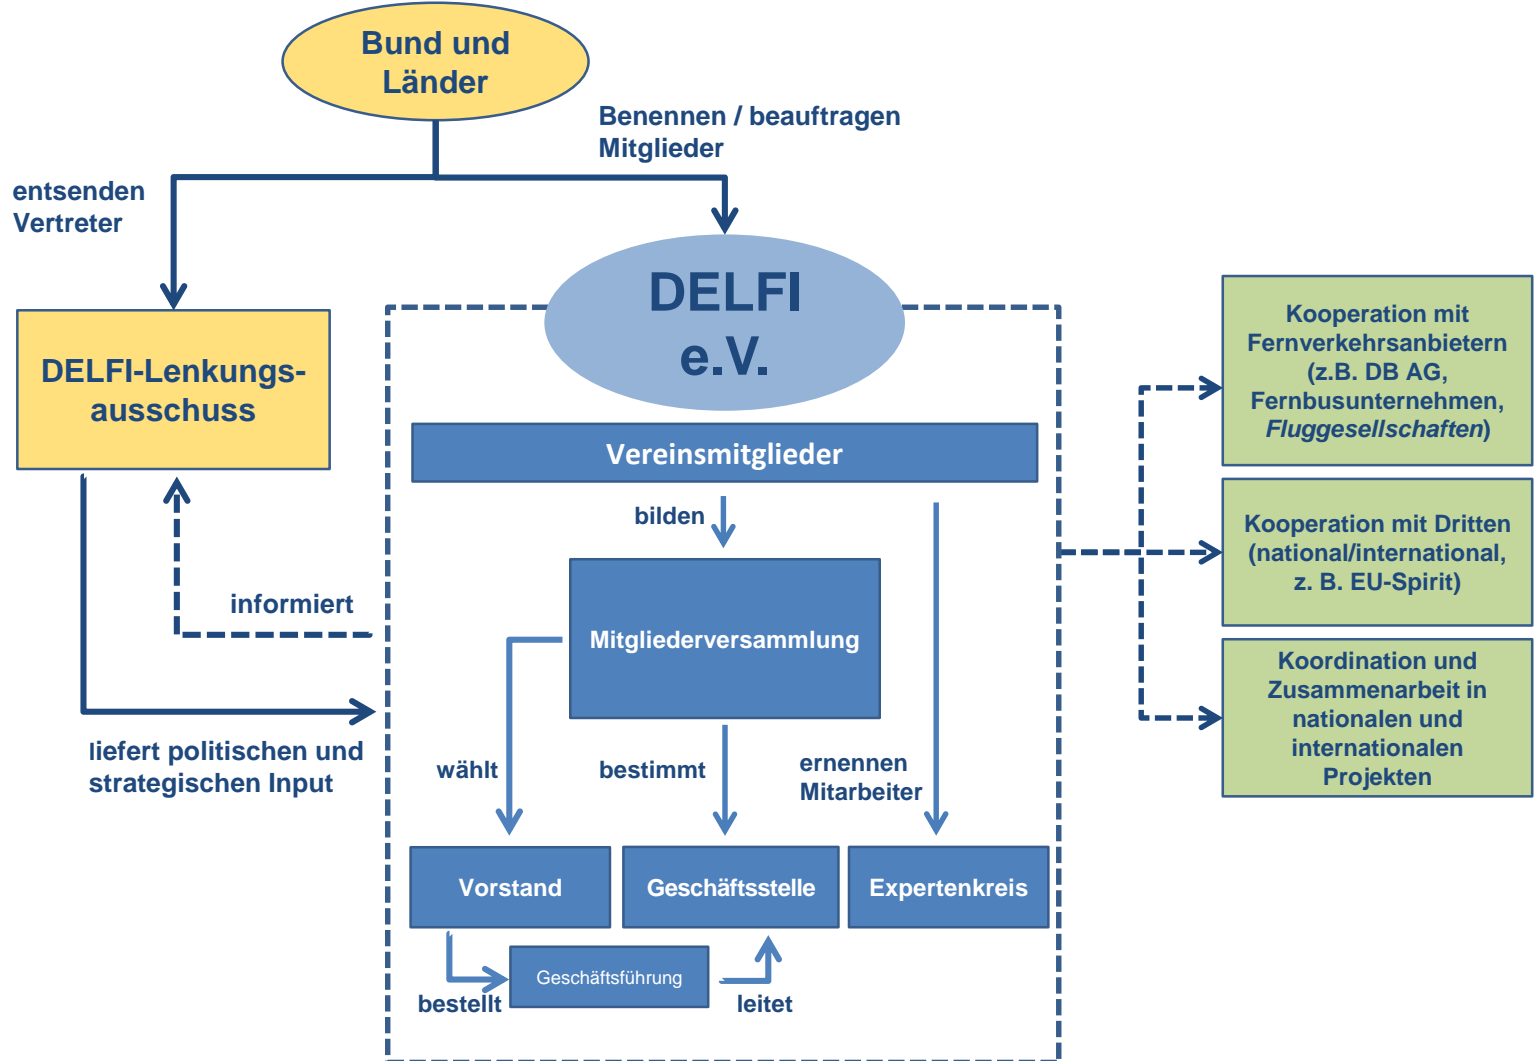 Bund und
Länder
Benennen / beauftragen
Mitglieder
entsenden
Vertreter
DELFI
e.V.
DELFI-Lenkungs-
ausschuss
Vereinsmitglieder
bilden
informiert
Mitgliederversammlung
liefert politischen und
strategischen Input
wählt
bestimmt
ernennen
Mitarbeiter
Vorstand
Geschäftsstelle
Expertenkreis
Geschäftsführung
bestellt
leitet
Kooperation mit
Fernverkehrsanbietern
(z.B. DB AG,
Fernbusunternehmen,
Fluggesellschaften)
Kooperation mit Dritten
(national/international,
z. B. EU-Spirit)
Koordination und
Zusammenarbeit in
nationalen und
internationalen
Projekten